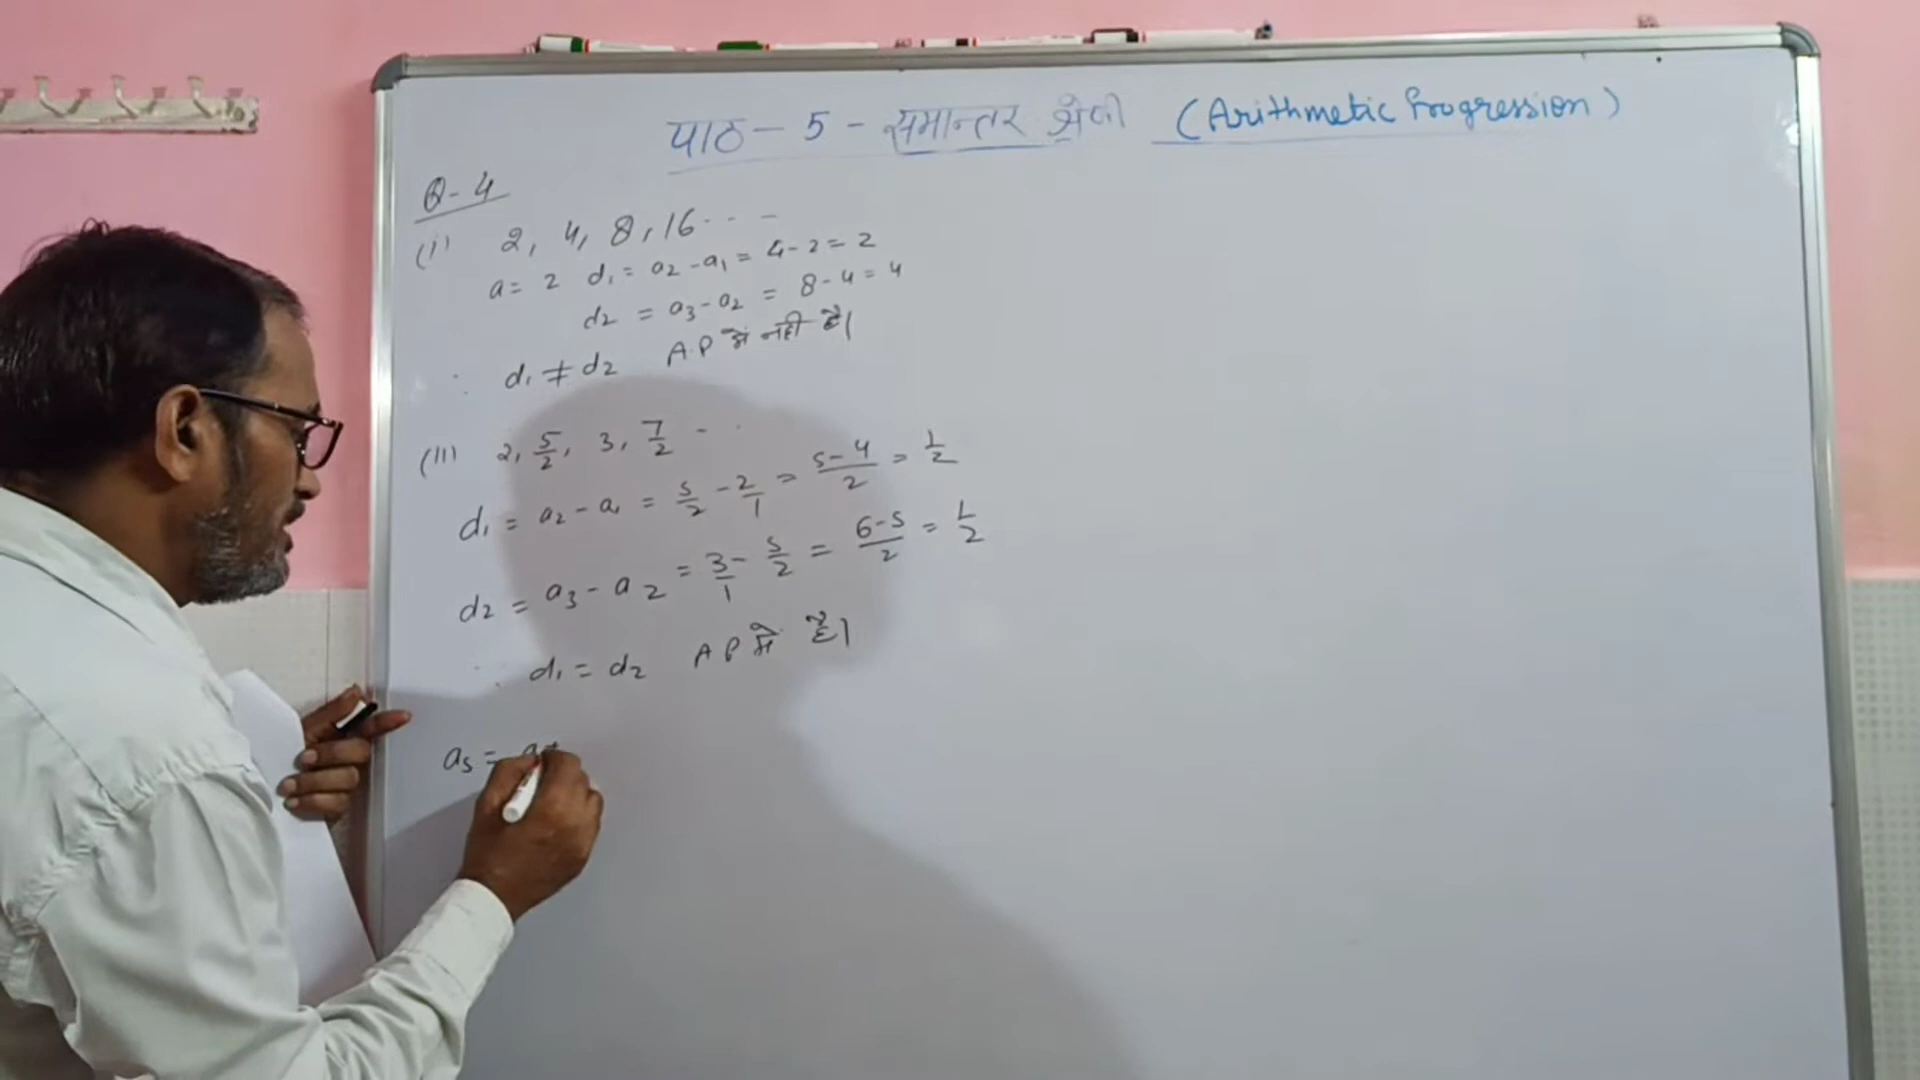 पाठ - 5 - समान्तर श्रेणी (Arithmetic Progression)
Q-4
(i) 2, 4, 8, 16 - - -
a = 2 d₁ = a₂ - a₁ = 4 - 2 = 2
d₂ = a₃ - a₂ = 8 - 4 = 4
∴ d₁ ≠ d₂ A.P में नही है।
(II) 2, 5/2, 3, 7/2 - -
d₁ = a₂ - a₁ = 5/2 - 2/1 = (5-4)/2 = 1/2
d₂ = a₃ - a₂ = 3/1 - 5/2 = (6-5)/2 = 1/2
∴ d₁ = d₂ A P में है।
a₅ = a₄